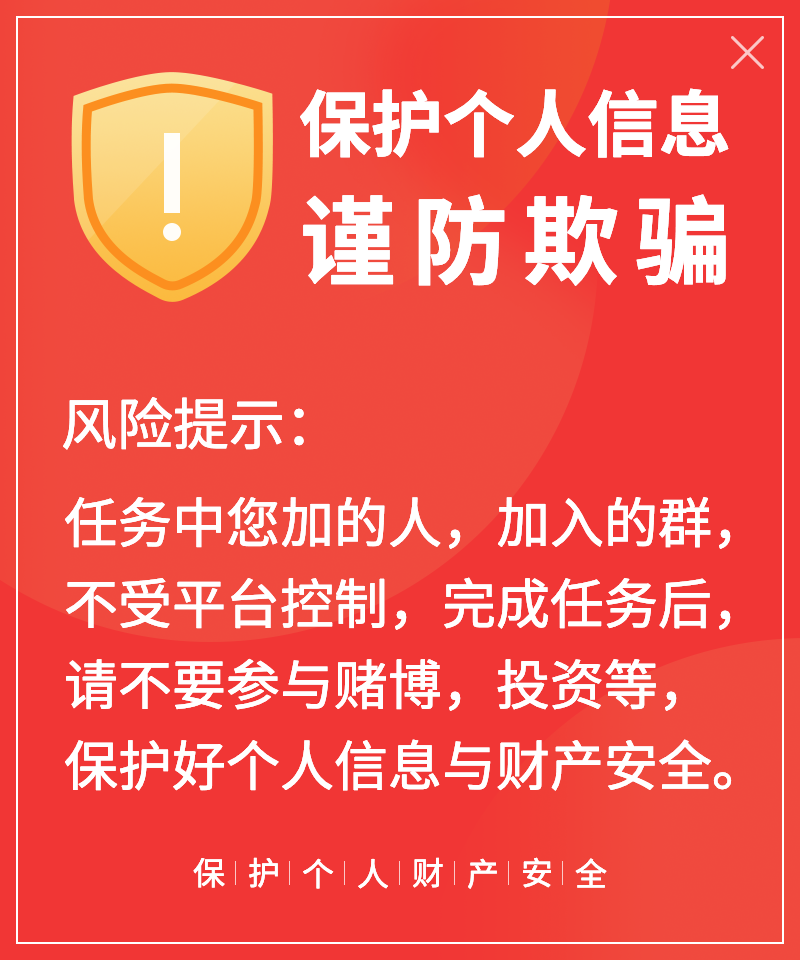 保护个人信息
谨防欺骗
风险提示：
任务中您加的人，加入的群，
不受平台控制，完成任务后，
请不要参与赌博，投资等，
保护好个人信息与财产安全。
保|护|个|人|财|产|安|全